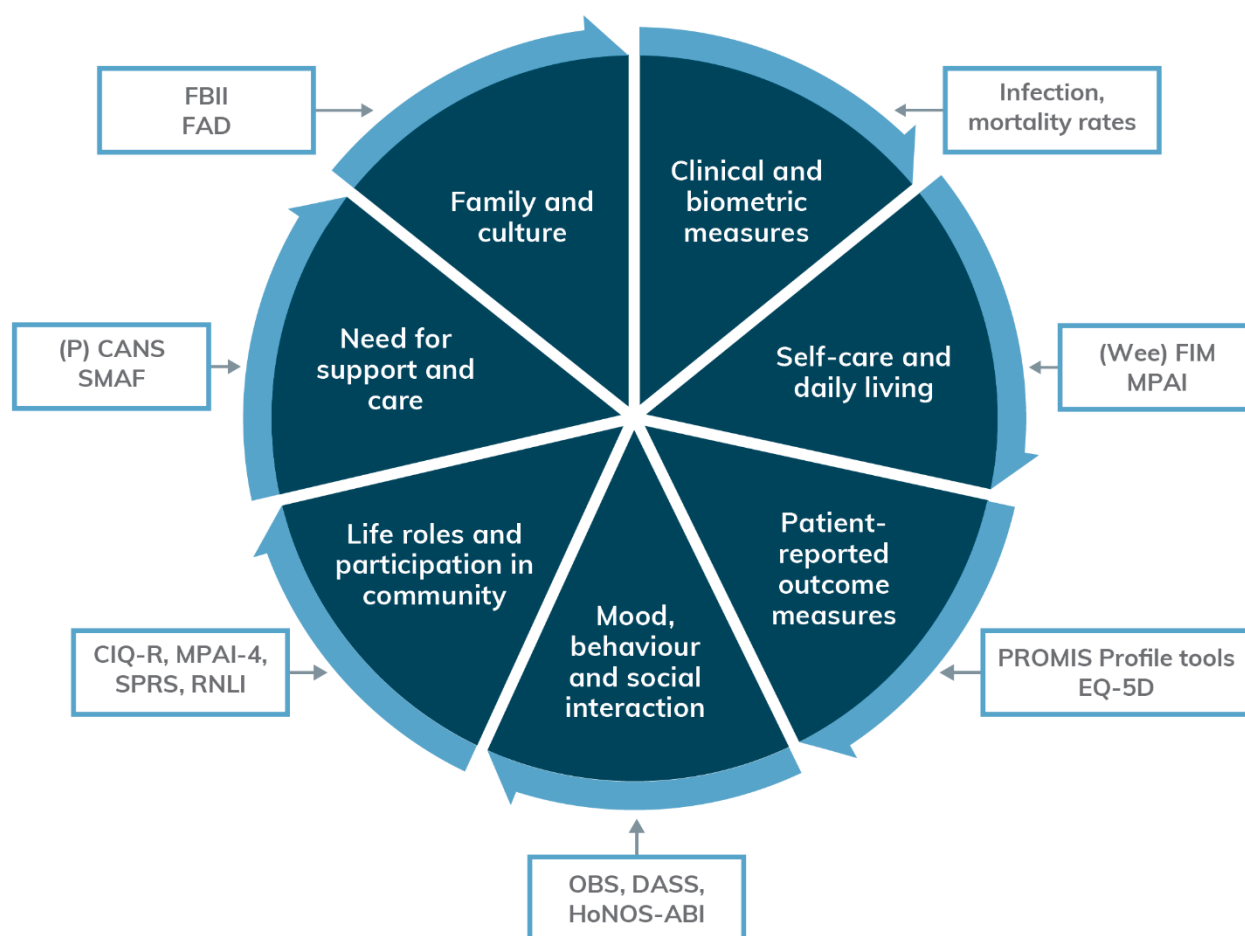 FBII
FAD
Infection,
mortality rates
Family and
culture
Clinical and
biometric
measures
(P) CANS
SMAF
Need for
support and
care
Self-care and
daily living
(Wee) FIM
MPAI
Life roles and
participation in
community
Patient-
reported
outcome
measures
Mood,
behaviour
and social
interaction
CIQ-R, MPAI-4,
SPRS, RNLI
PROMIS Profile tools
EQ-5D
OBS, DASS,
HoNOS-ABI